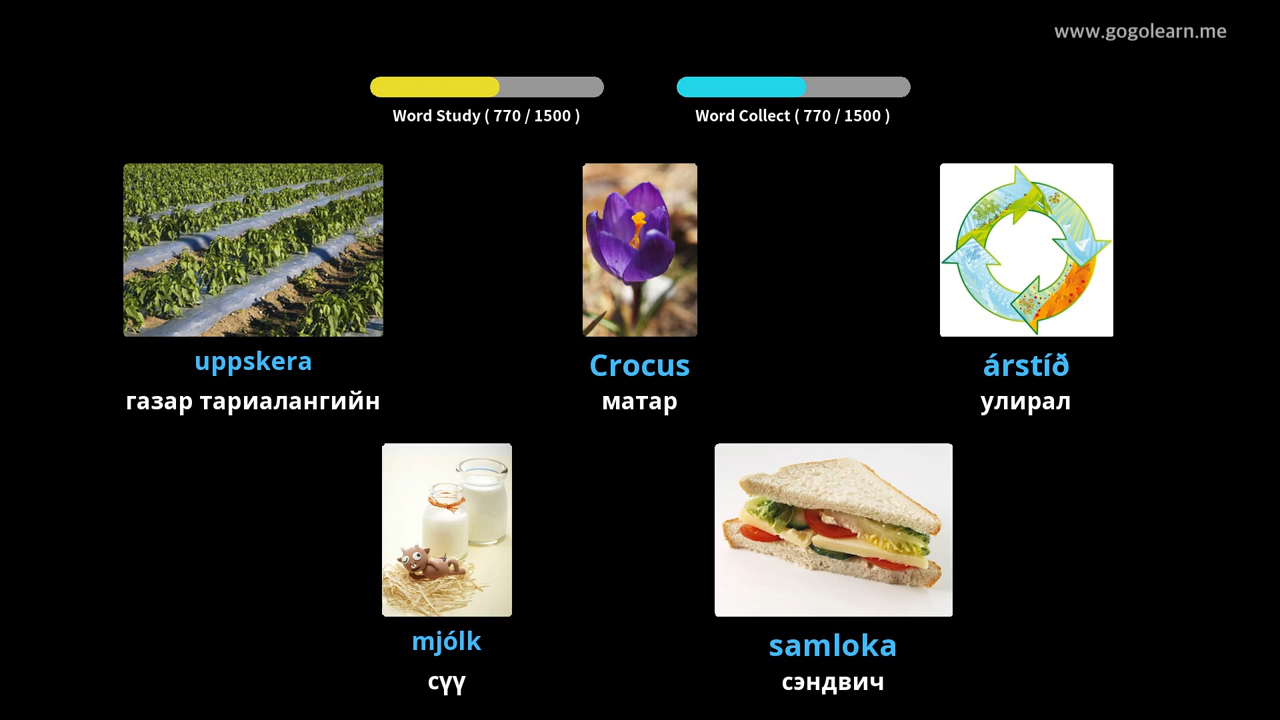 www.gogolearn.me
Word Study ( 770 / 1500 )
Word Collect ( 770 / 1500 )
uppskera
газар тариалангийн
Crocus
матар
árstíð
улирал
mjólk
сүү
samloka
сэндвич